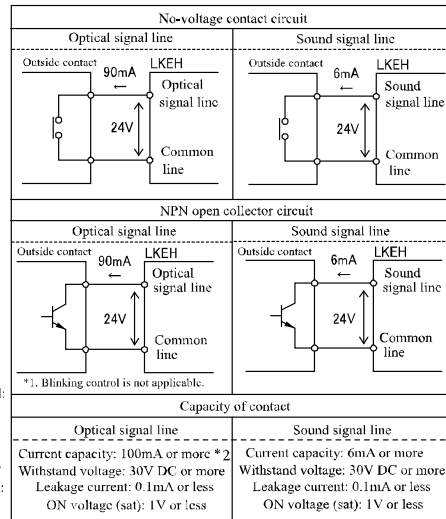 No-voltage contact circuit
Optical signal line
Sound signal line
Outside contact
90mA
←
LKEH
Optical
signal line
24V
Common
line
Outside contact
6mA
←
LKEH
Sound
signal line
24V
Common
line
NPN open collector circuit
Optical signal line
Sound signal line
Outside contact
90mA
←
LKEH
Optical
signal line
24V
Common
line
*1. Blinking control is not applicable.
Outside contact
6mA
←
LKEH
Sound
signal line
24V
Common
line
Capacity of contact
Optical signal line
Sound signal line
Current capacity: 100mA or more *2
Withstand voltage: 30V DC or more
Leakage current: 0.1mA or less
ON voltage (sat): 1V or less
Current capacity: 6mA or more
Withstand voltage: 30V DC or more
Leakage current: 0.1mA or less
ON voltage (sat): 1V or less